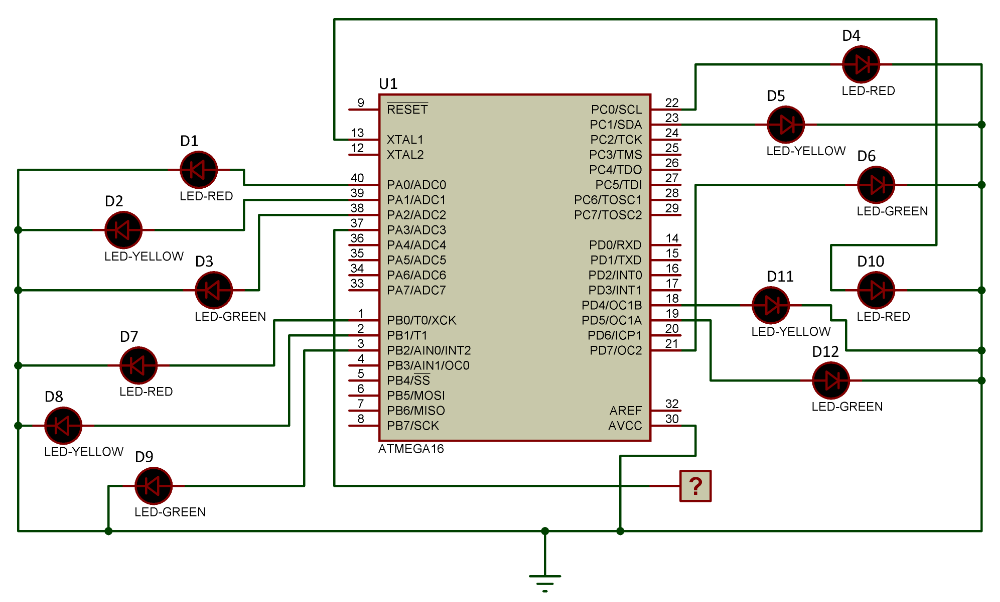 U1
9 RESET
13 XTAL1
12 XTAL2
40 PA0/ADC0
39 PA1/ADC1
38 PA2/ADC2
37 PA3/ADC3
36 PA4/ADC4
35 PA5/ADC5
34 PA6/ADC6
33 PA7/ADC7
1 PB0/T0/XCK
2 PB1/T1
3 PB2/AIN0/INT2
4 PB3/AIN1/OC0
5 PB4/SS
6 PB5/MOSI
7 PB6/MISO
8 PB7/SCK
PC0/SCL 22
PC1/SDA 23
PC2/TCK 24
PC3/TMS 25
PC4/TDO 26
PC5/TDI 27
PC6/TOSC1 28
PC7/TOSC2 29
PD0/RXD 14
PD1/TXD 15
PD2/INT0 16
PD3/INT1 17
PD4/OC1B 18
PD5/OC1A 19
PD6/ICP1 20
PD7/OC2 21
AREF 32
AVCC 30
ATMEGA16
D1
LED-RED
D2
LED-YELLOW
D3
LED-GREEN
D7
LED-RED
D8
LED-YELLOW
D9
LED-GREEN
D4
LED-RED
D5
LED-YELLOW
D6
LED-GREEN
D10
LED-RED
D11
LED-YELLOW
D12
LED-GREEN
?